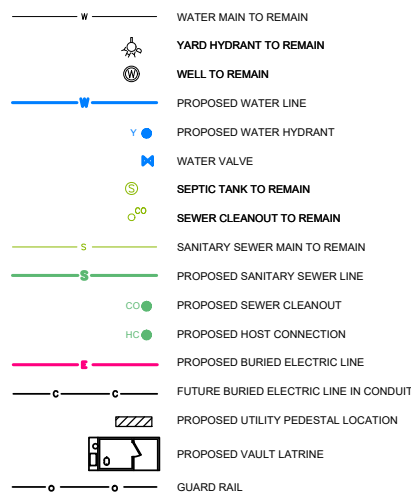 W WATER MAIN TO REMAIN
YARD HYDRANT TO REMAIN
W WELL TO REMAIN
W PROPOSED WATER LINE
Y PROPOSED WATER HYDRANT
WATER VALVE
S SEPTIC TANK TO REMAIN
CO SEWER CLEANOUT TO REMAIN
S SANITARY SEWER MAIN TO REMAIN
S PROPOSED SANITARY SEWER LINE
CO PROPOSED SEWER CLEANOUT
HC PROPOSED HOST CONNECTION
E PROPOSED BURIED ELECTRIC LINE
C C FUTURE BURIED ELECTRIC LINE IN CONDUIT
PROPOSED UTILITY PEDESTAL LOCATION
PROPOSED VAULT LATRINE
GUARD RAIL